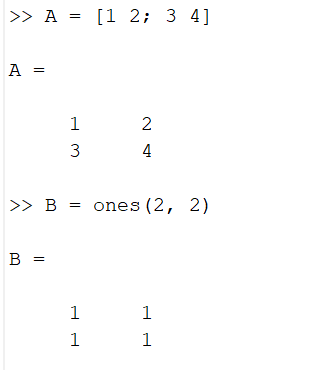 >> A = [1 2; 3 4]
A =
1 2
3 4
>> B = ones(2, 2)
B =
1 1
1 1